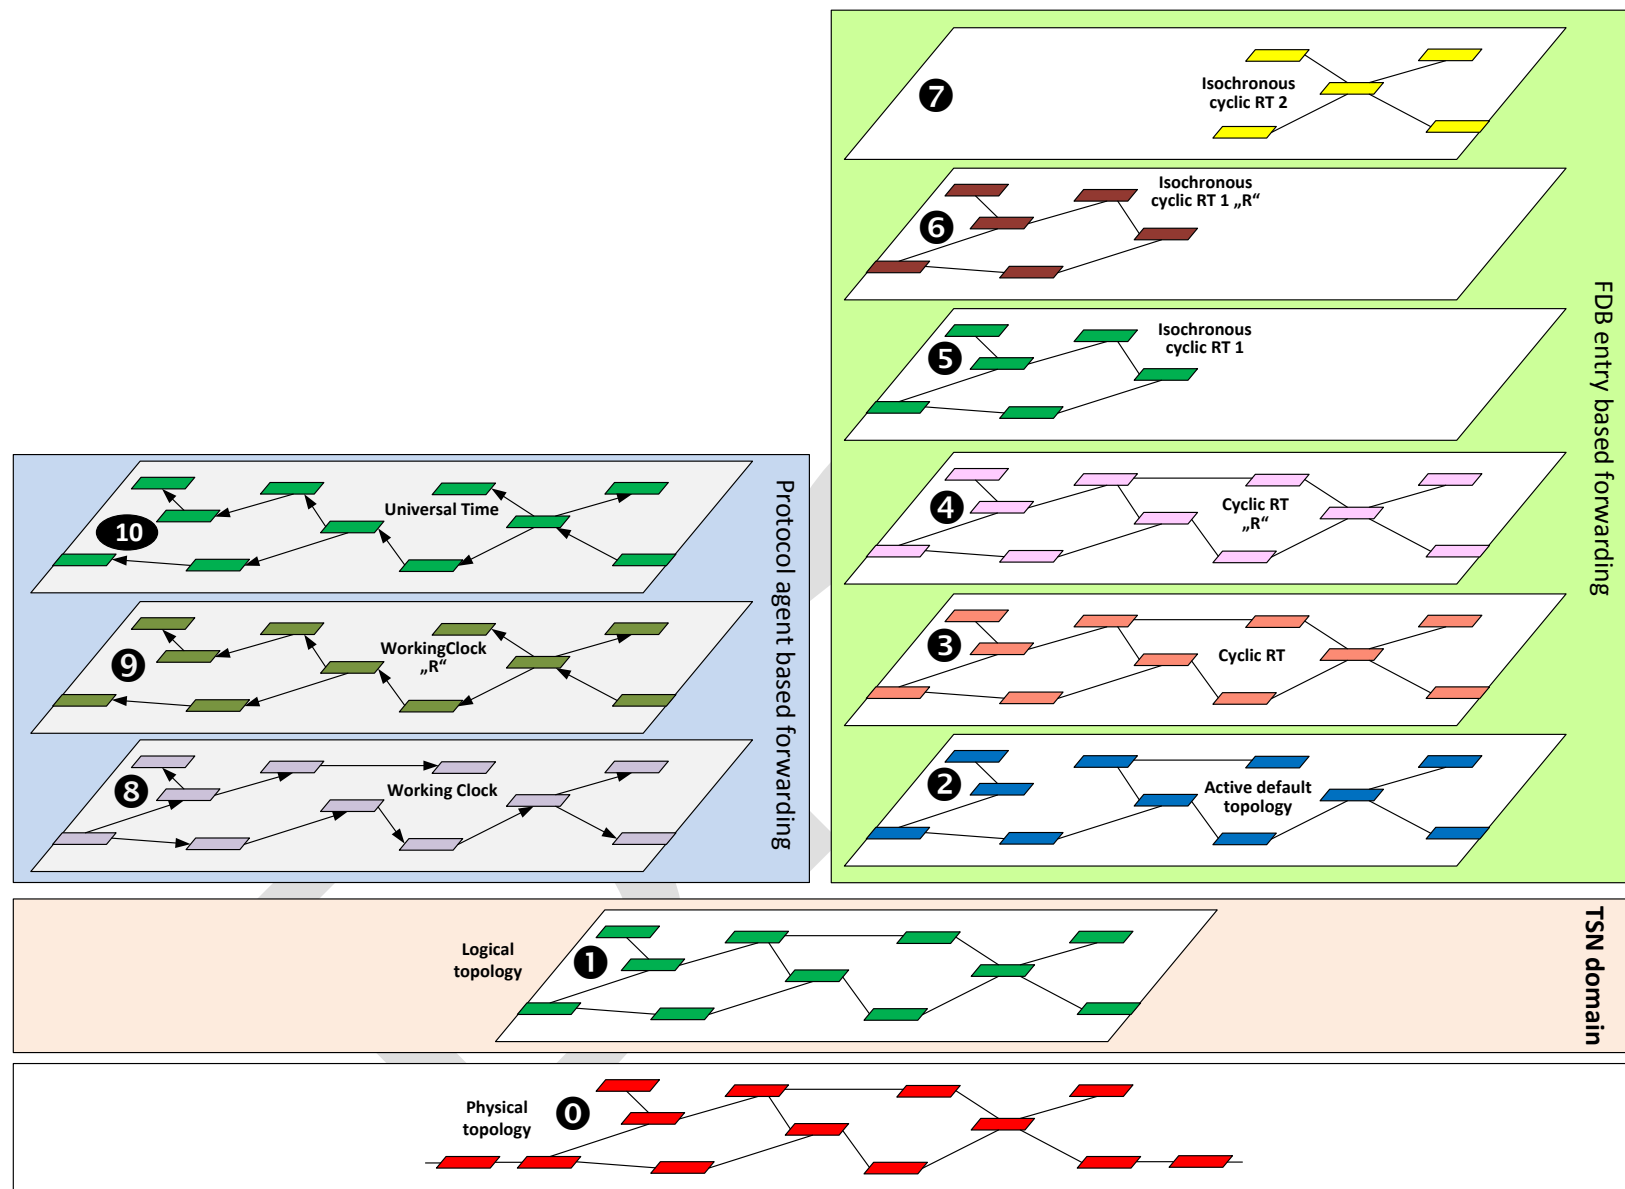 7
Isochronous
cyclic RT 2
6
Isochronous
cyclic RT 1 „R“
5
Isochronous
cyclic RT 1
4
Cyclic RT
„R“
3
Cyclic RT
2
Active default
topology
FDB entry based forwarding
10
Universal Time
9
WorkingClock
„R“
8
Working Clock
Protocol agent based forwarding
Logical
topology
1
TSN domain
Physical
topology
0